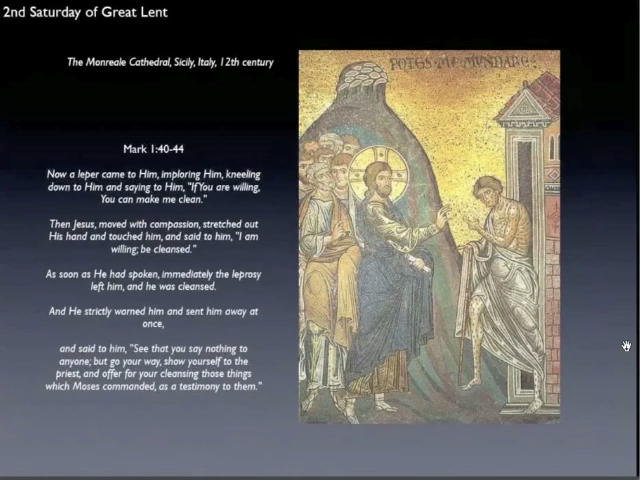 2nd Saturday of Great Lent
The Monreale Cathedral, Sicily, Italy, 12th century
POTES·ME·MUNDARE:
Mark 1:40-44
Now a leper came to Him, imploring Him, kneeling
down to Him and saying to Him, "If You are willing,
You can make me clean."
Then Jesus, moved with compassion, stretched out
His hand and touched him, and said to him, "I am
willing; be cleansed."
As soon as He had spoken, immediately the leprosy
left him, and he was cleansed.
And He strictly warned him and sent him away at
once,
and said to him, "See that you say nothing to
anyone; but go your way, show yourself to the
priest, and offer for your cleansing those things
which Moses commanded, as a testimony to them."